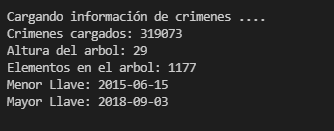 Cargando información de crimenes ....
Crimenes cargados: 319073
Altura del arbol: 29
Elementos en el arbol: 1177
Menor Llave: 2015-06-15
Mayor Llave: 2018-09-03